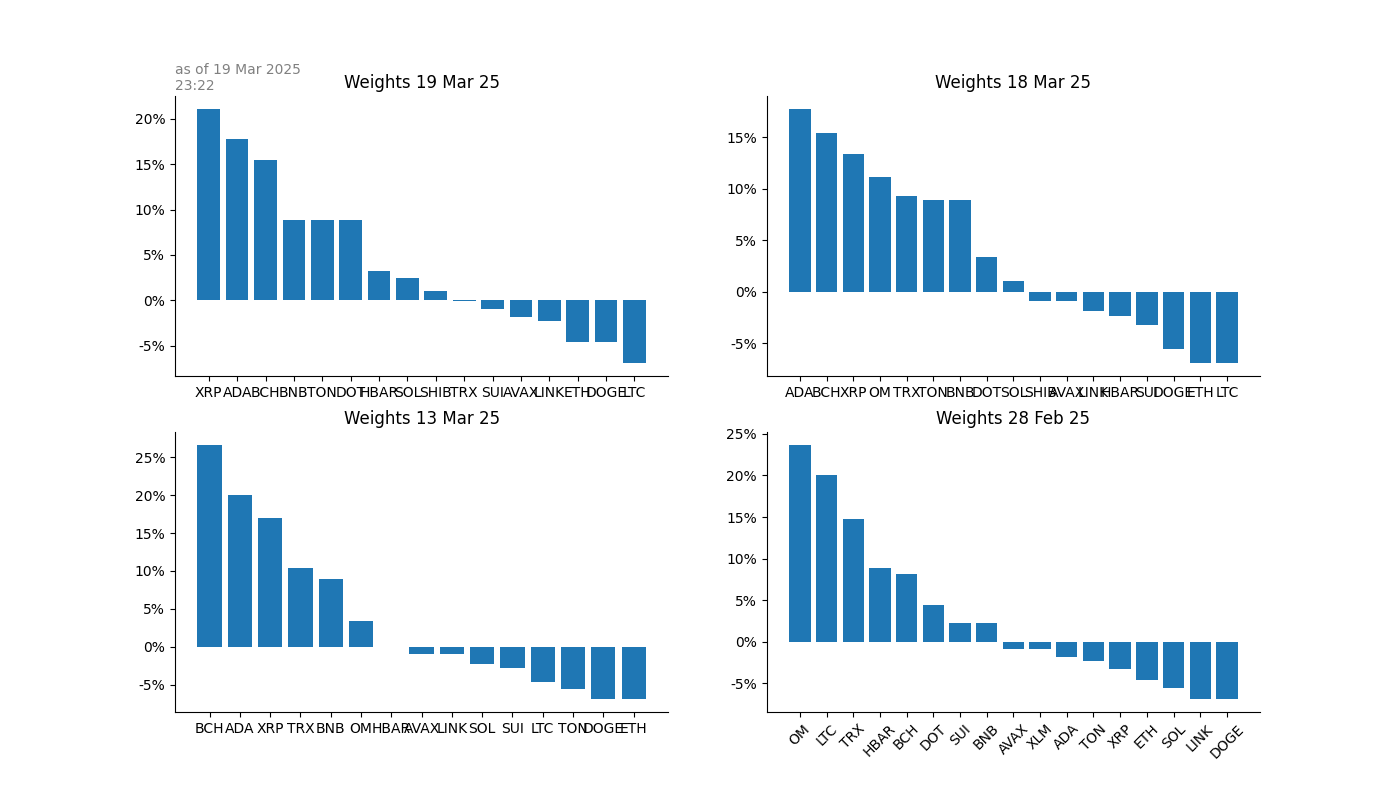 as of 19 Mar 2025
23:22
Weights 19 Mar 25
20%
15%
10%
5%
0%
-5%
XRP ADA BCH BNB TON DOT HBAR SOL SHIB TRX SUI AVAX LINK ETH DOGE LTC
Weights 18 Mar 25
15%
10%
5%
0%
-5%
ADA BCH XRP OM TRX TON BNB DOT SOL SHIB AVAX LINK HBAR SUI DOGE ETH LTC
Weights 13 Mar 25
25%
20%
15%
10%
5%
0%
-5%
BCH ADA XRP TRX BNB OM HBAR AVAX LINK SOL SUI LTC TON DOGE ETH
Weights 28 Feb 25
25%
20%
15%
10%
5%
0%
-5%
OM LTC TRX HBAR BCH DOT SUI BNB AVAX XLM ADA TON XRP ETH SOL LINK DOGE